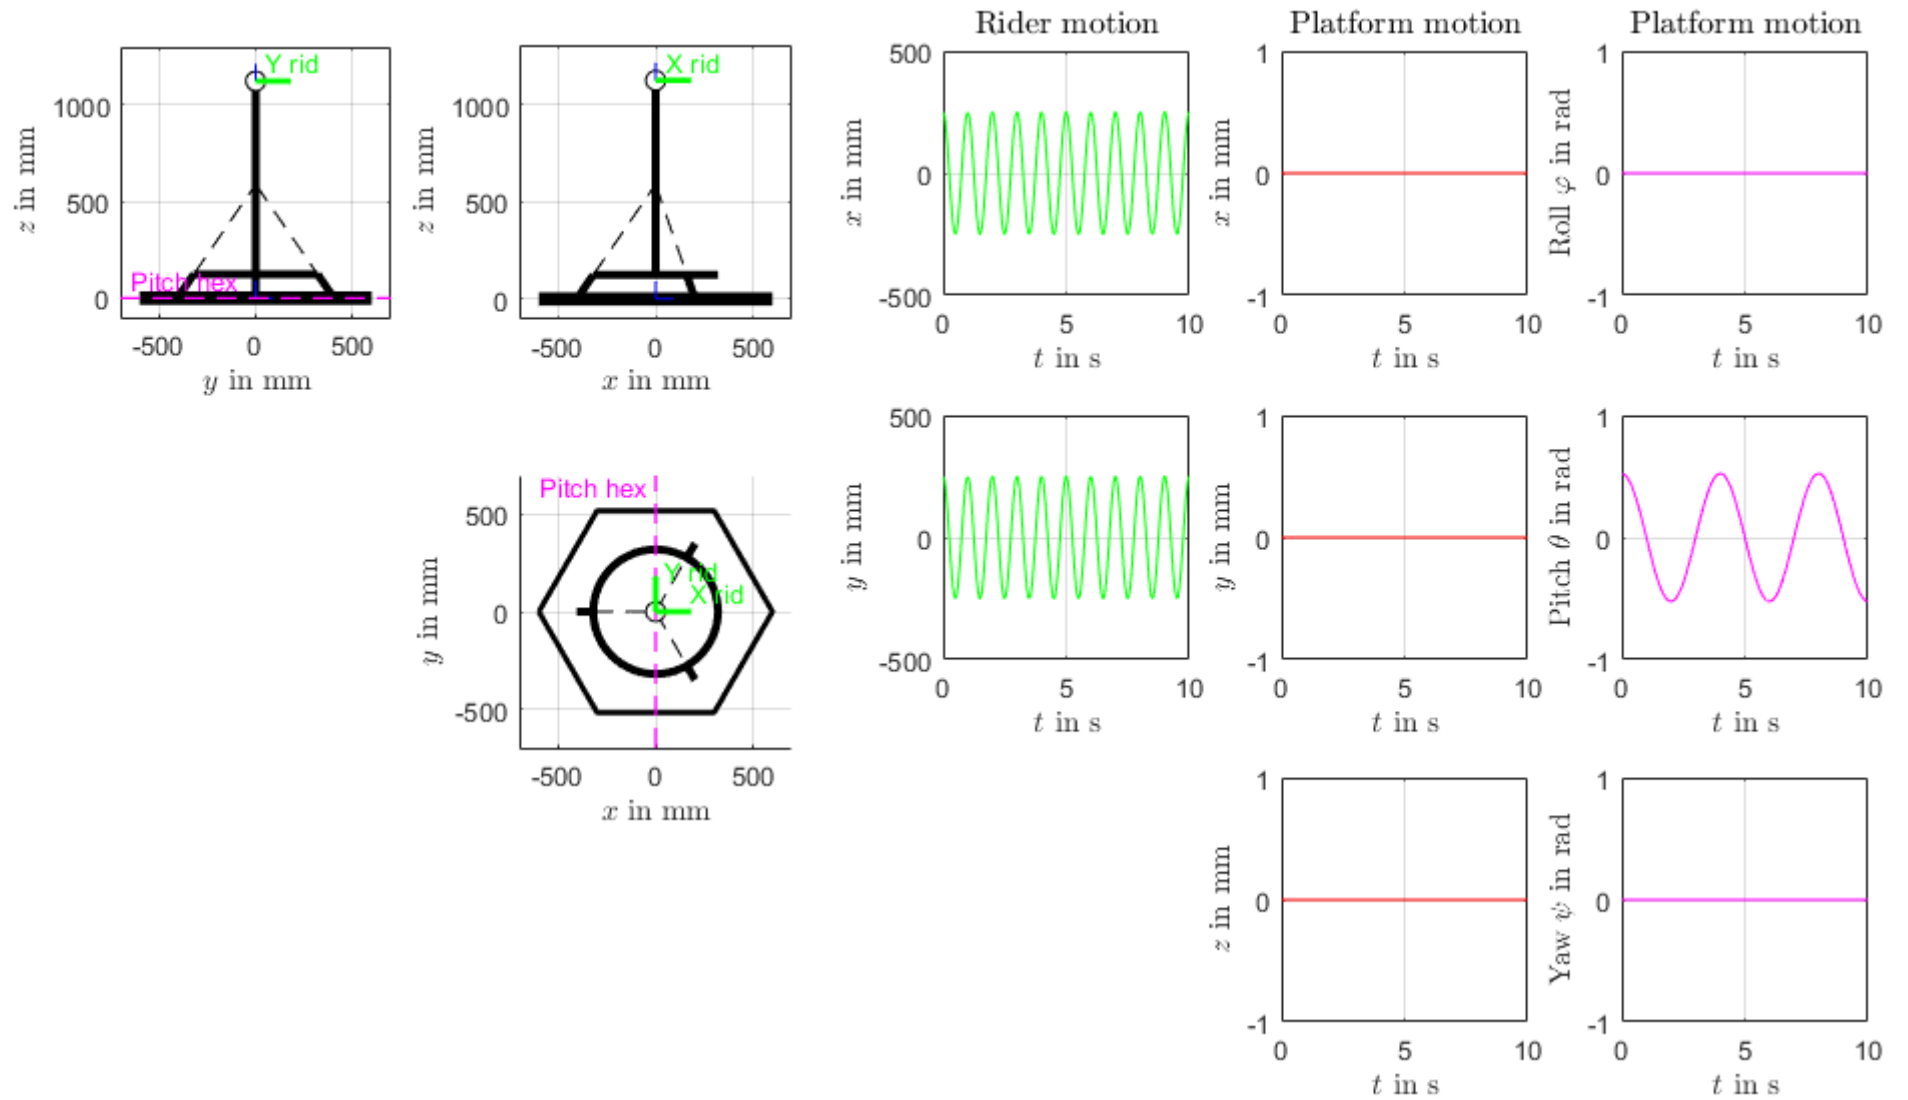 Rider motion
Platform motion
Platform motion
Y rid
1000
500
0
Pitch hex
z in mm
-500 0 500
y in mm
X rid
1000
500
0
z in mm
-500 0 500
x in mm
500
0
-500
x in mm
0 5 10
t in s
1
0
-1
x in mm
0 5 10
t in s
1
0
-1
Roll φ in rad
0 5 10
t in s
Pitch hex
500
0
-500
y in mm
Y rid
X rid
-500 0 500
x in mm
500
0
-500
y in mm
0 5 10
t in s
1
0
-1
y in mm
0 5 10
t in s
1
0
-1
Pitch θ in rad
0 5 10
t in s
1
0
-1
z in mm
0 5 10
t in s
1
0
-1
Yaw ψ in rad
0 5 10
t in s